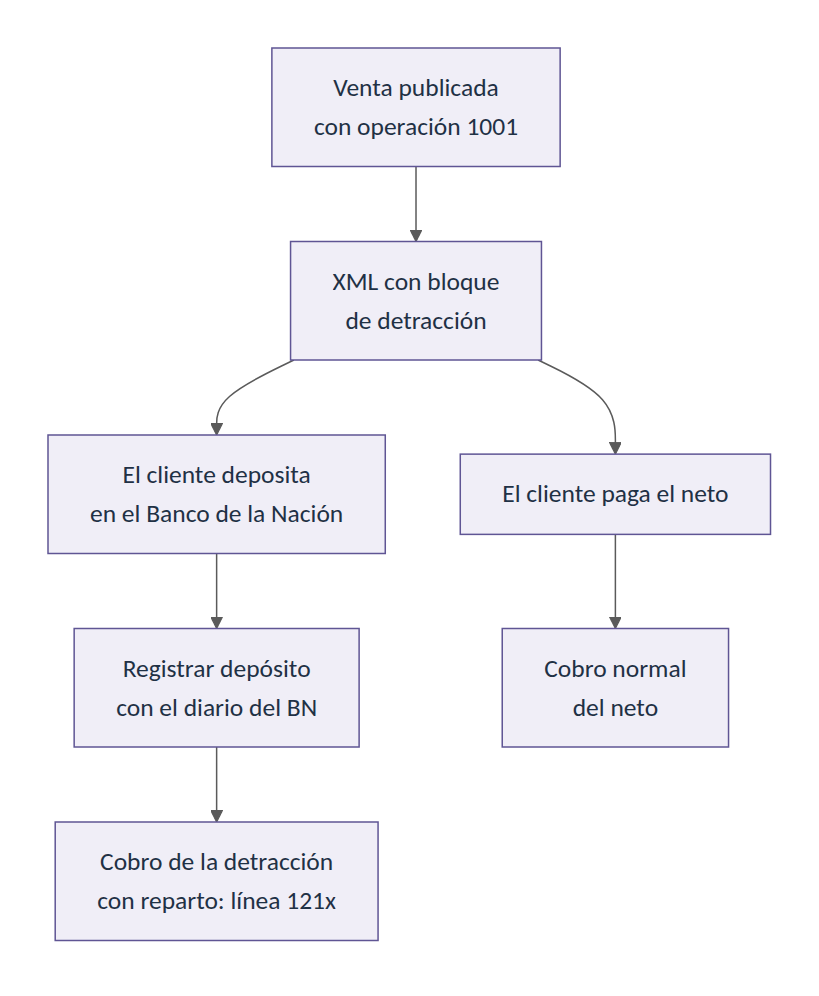 Venta publicada
con operación 1001
XML con bloque
de detracción
El cliente deposita
en el Banco de la Nación
El cliente paga el neto
Registrar depósito
con el diario del BN
Cobro normal
del neto
Cobro de la detracción
con reparto: línea 121x